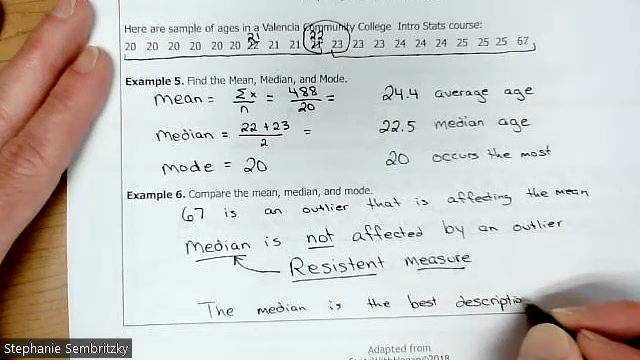 Here are sample of ages in a Valencia Community College Intro Stats course:
20 20 20 20 20 20 21 21 21 22 23 23 23 24 24 24 25 25 25 67
Example 5. Find the Mean, Median, and Mode.
Mean = Σx/n = 488/20 = 24.4 average age
Median = 22+23/2 = 22.5 median age
Mode = 20 20 occurs the most
Example 6. Compare the mean, median, and mode.
67 is an outlier that is affecting the mean
Median is not affected by an outlier
Resistent measure
The median is the best descriptio
Adapted from
Stephanie Sembritzky